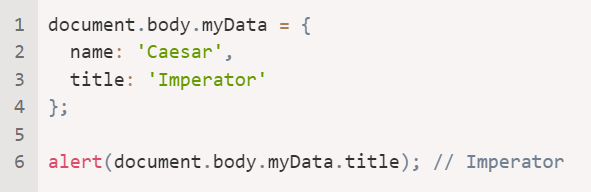 1 document.body.myData = {
2   name: 'Caesar',
3   title: 'Imperator'
4 };
5
6 alert(document.body.myData.title); // Imperator